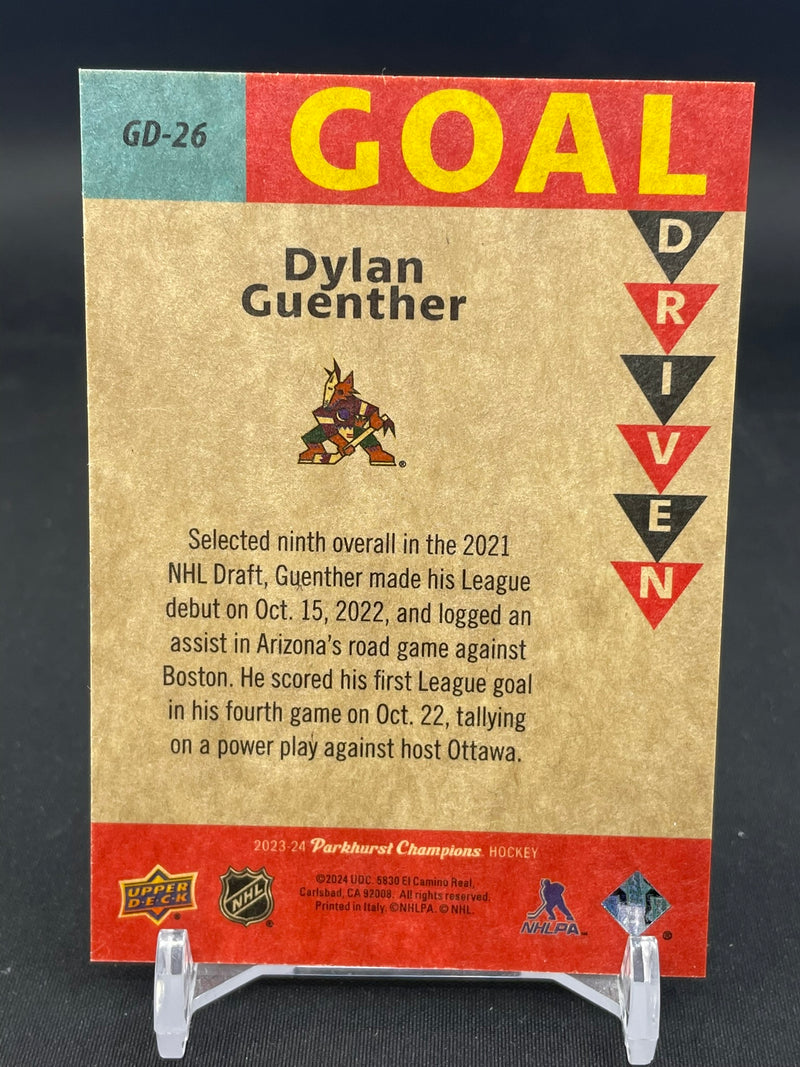 GD-26
GOAL
DRIVEN
Dylan
Guenther
Selected ninth overall in the 2021
NHL Draft, Guenther made his League
debut on Oct. 15, 2022, and logged an
assist in Arizona's road game against
Boston. He scored his first League goal
in his fourth game on Oct. 22, tallying
on a power play against host Ottawa.
2023-24 Parkhurst Champions HOCKEY
©2024 UDC. 5830 El Camino Real,
Carlsbad, CA 92008. All rights reserved.
Printed in Italy. ©NHLPA. © NHL.
UPPER
DECK
®
NHL
®
NHLPA
®